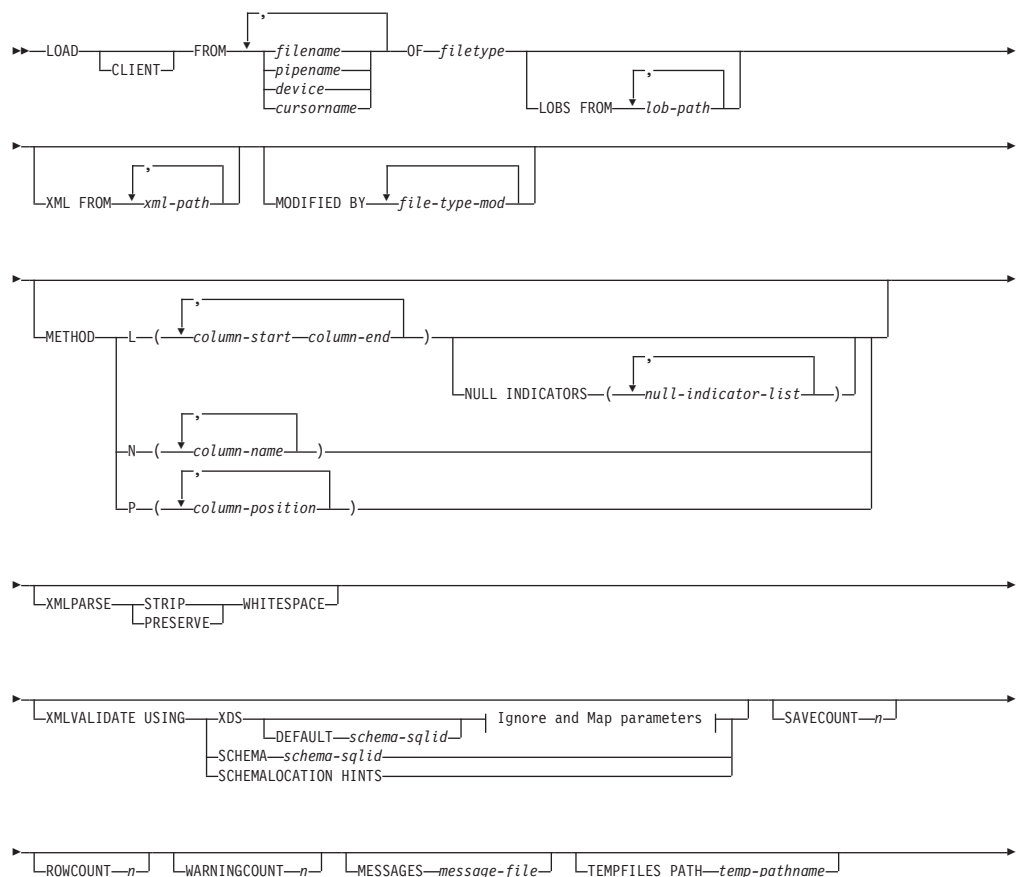 ,
LOAD CLIENT FROM filename OF filetype
pipename
device
cursorname
,
LOBS FROM lob-path
,
XML FROM xml-path
MODIFIED BY file-type-mod
,
METHOD L ( column-start column-end )
,
NULL INDICATORS ( null-indicator-list )
,
N ( column-name )
,
P ( column-position )
XMLPARSE STRIP WHITESPACE
PRESERVE
XMLVALIDATE USING XDS Ignore and Map parameters
DEFAULT schema-sqlid
SCHEMA schema-sqlid
SCHEMALOCATION HINTS
SAVECOUNT n
ROWCOUNT n WARNINGCOUNT n MESSAGES message-file TEMPFILES PATH temp-pathname